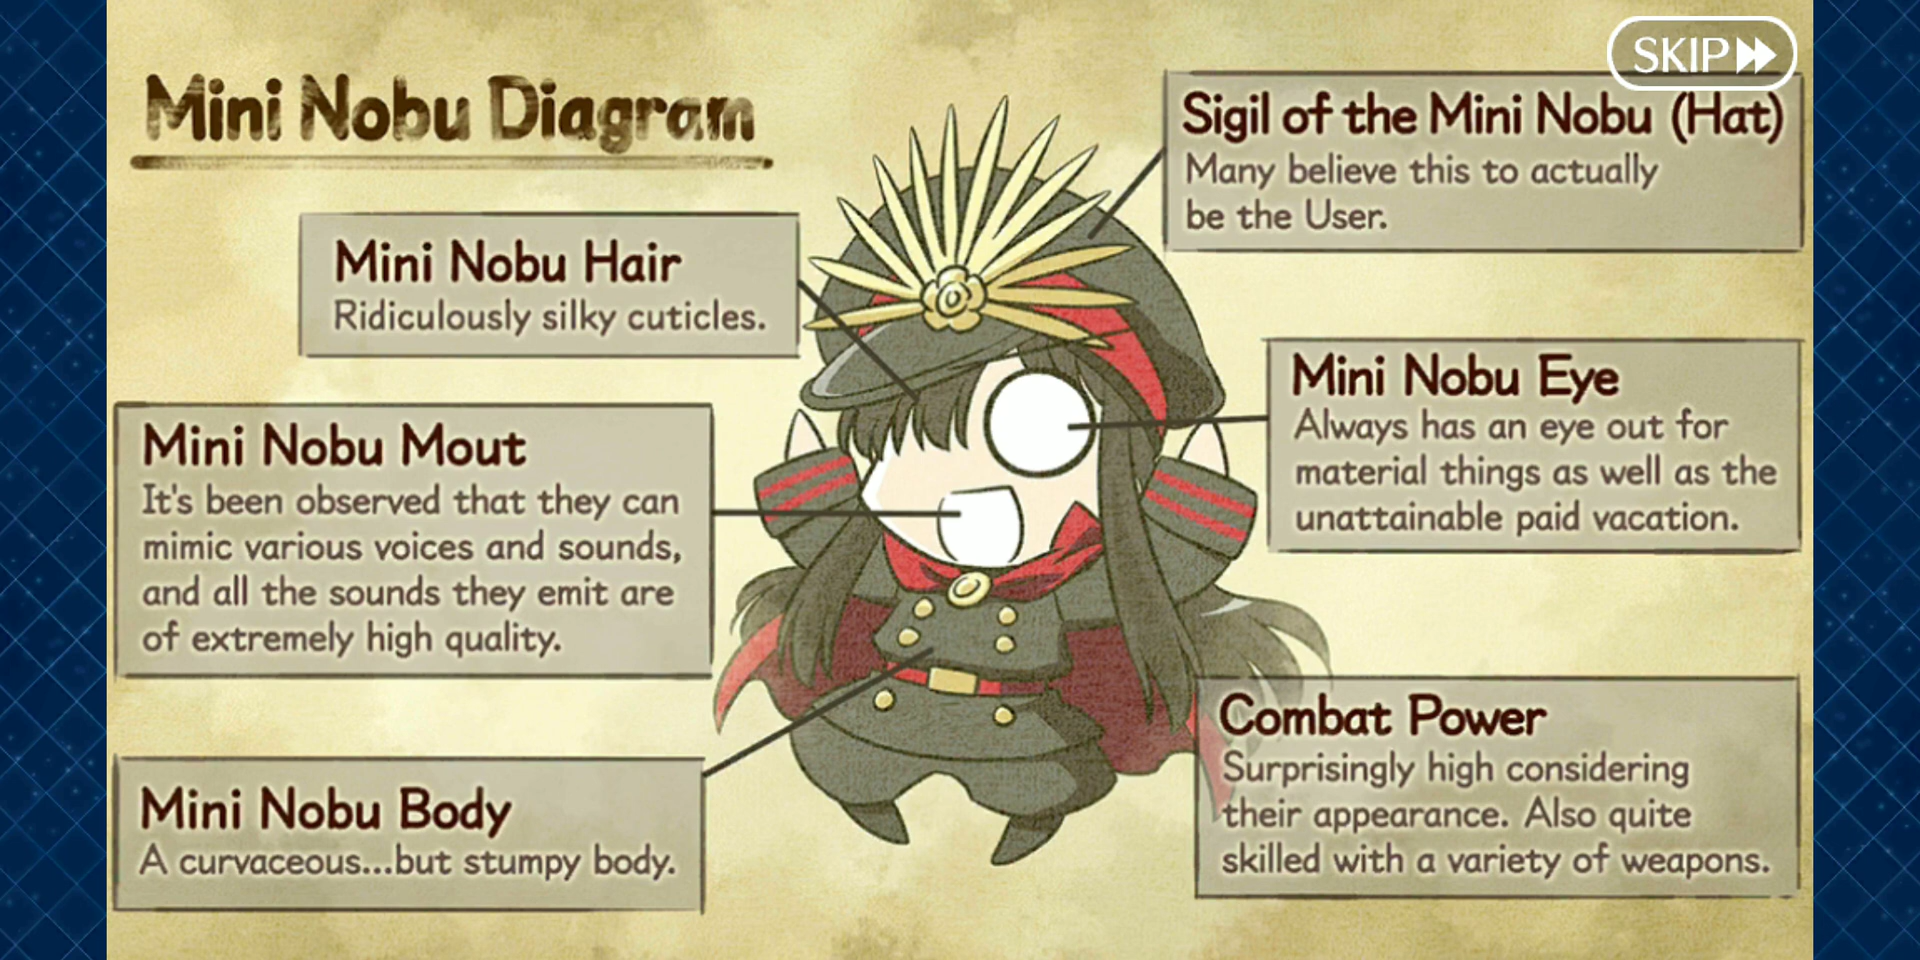 SKIP
Mini Nobu Diagram
Sigil of the Mini Nobu (Hat)
Many believe this to actually
be the User.
Mini Nobu Hair
Ridiculously silky cuticles.
Mini Nobu Eye
Always has an eye out for
material things as well as the
unattainable paid vacation.
Mini Nobu Mout
It's been observed that they can
mimic various voices and sounds,
and all the sounds they emit are
of extremely high quality.
Combat Power
Surprisingly high considering
their appearance. Also quite
skilled with a variety of weapons.
Mini Nobu Body
A curvaceous...but stumpy body.